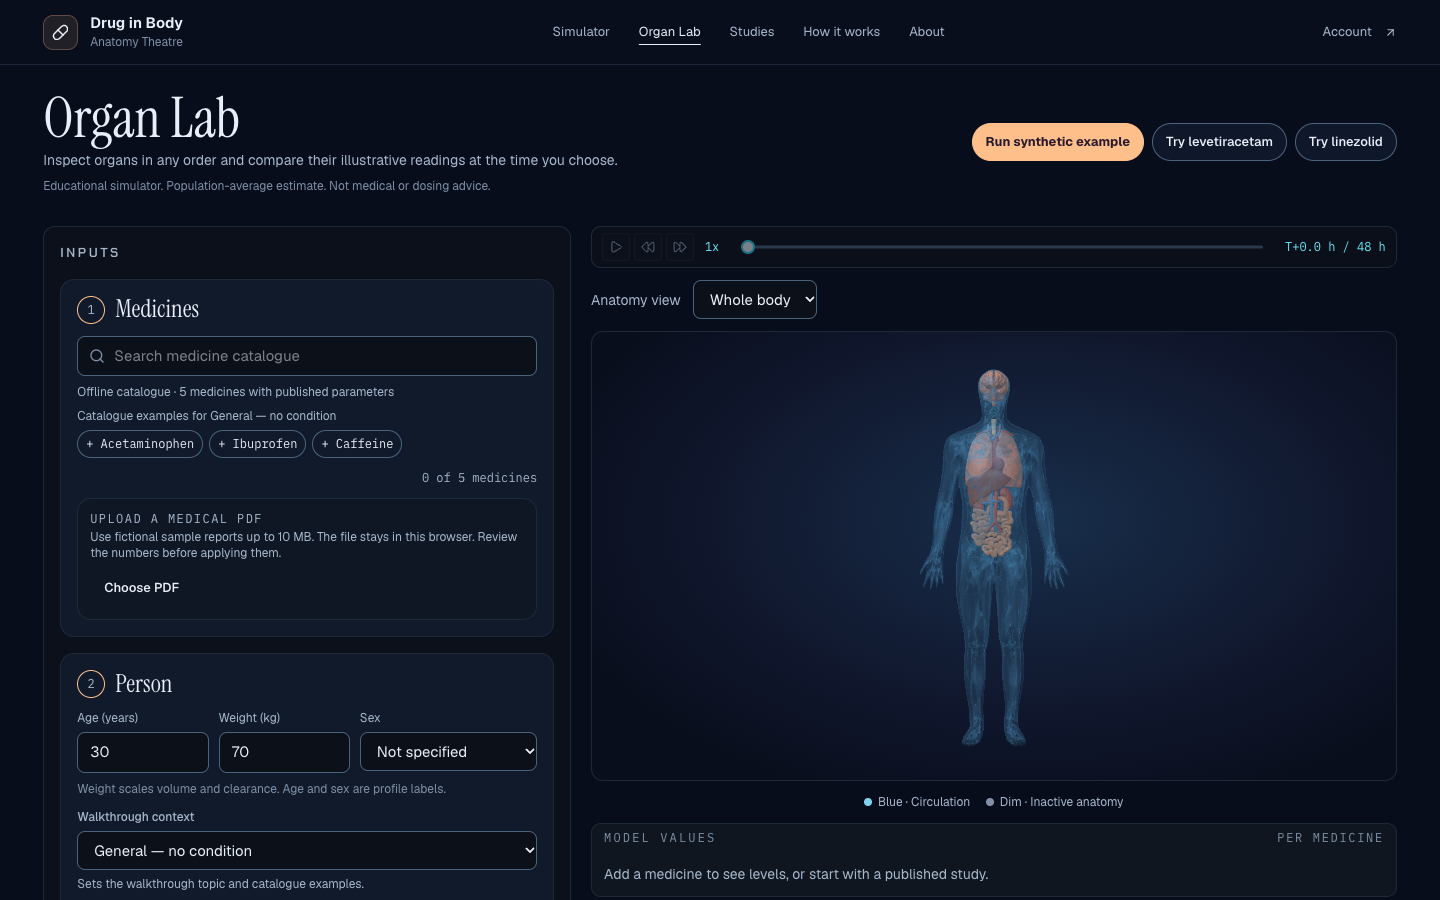 Drug in Body
Anatomy Theatre
Simulator
Organ Lab
Studies
How it works
About
Account
Organ Lab
Inspect organs in any order and compare their illustrative readings at the time you choose.
Educational simulator. Population-average estimate. Not medical or dosing advice.
Run synthetic example
Try levetiracetam
Try linezolid
INPUTS
1 Medicines
Search medicine catalogue
Offline catalogue · 5 medicines with published parameters
Catalogue examples for General — no condition
+ Acetaminophen
+ Ibuprofen
+ Caffeine
0 of 5 medicines
UPLOAD A MEDICAL PDF
Use fictional sample reports up to 10 MB. The file stays in this browser. Review
the numbers before applying them.
Choose PDF
2 Person
Age (years) Weight (kg) Sex
30 70 Not specified
Weight scales volume and clearance. Age and sex are profile labels.
Walkthrough context
General — no condition
Sets the walkthrough topic and catalogue examples.
1x
T+0.0 h / 48 h
Anatomy view Whole body
Blue · Circulation
Dim · Inactive anatomy
MODEL VALUES PER MEDICINE
Add a medicine to see levels, or start with a published study.